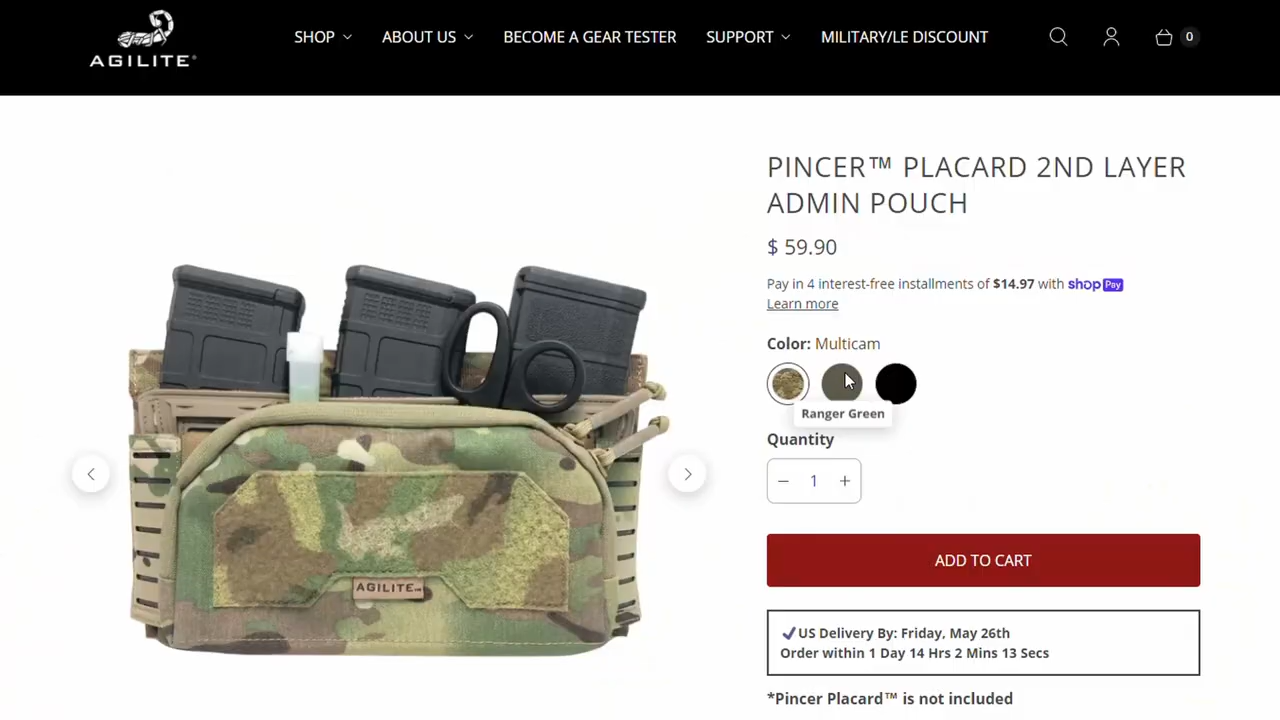 AGILITE®
SHOP
ABOUT US
BECOME A GEAR TESTER
SUPPORT
MILITARY/LE DISCOUNT
0
PINCER™ PLACARD 2ND LAYER
ADMIN POUCH
$ 59.90
Pay in 4 interest-free installments of $14.97 with shop Pay
Learn more
Color: Multicam
Ranger Green
Quantity
− 1 +
ADD TO CART
✓US Delivery By: Friday, May 26th
Order within 1 Day 14 Hrs 2 Mins 13 Secs
*Pincer Placard™ is not included
AGILITE™